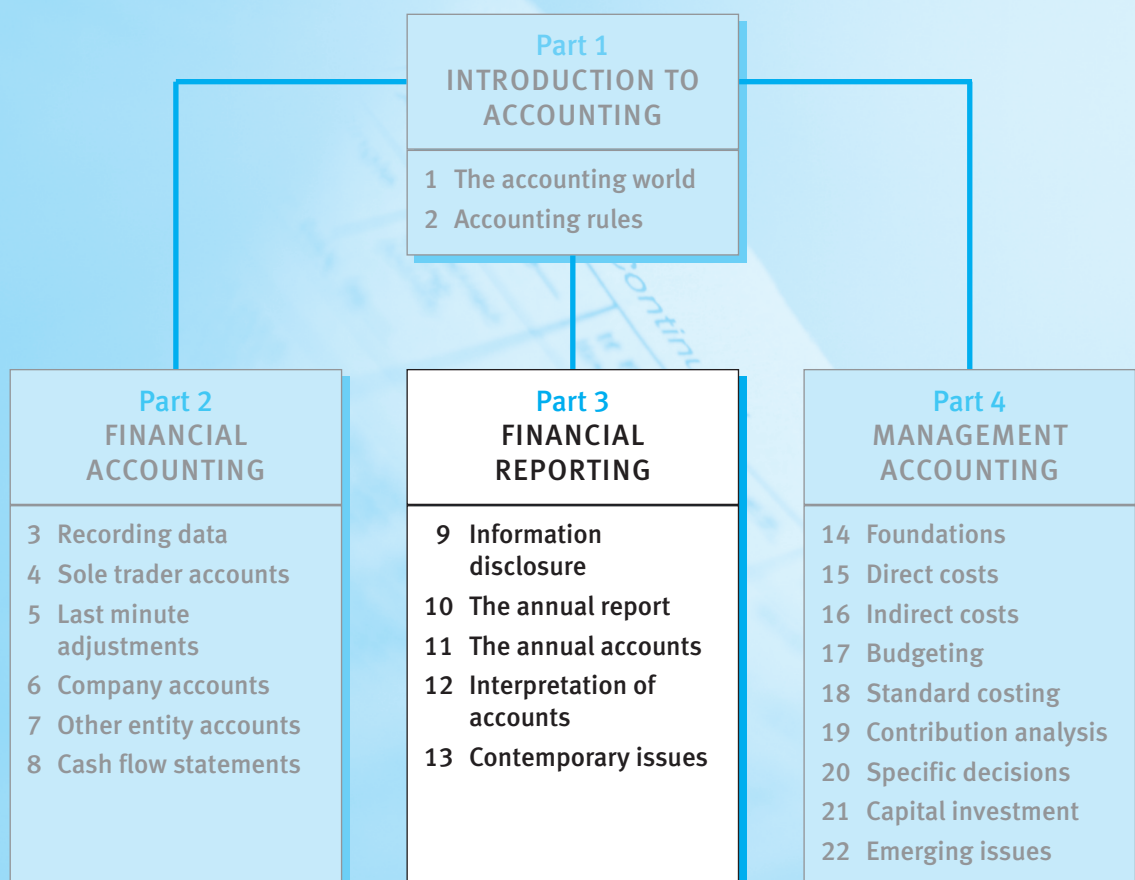 Part 1
INTRODUCTION TO
ACCOUNTING
1 The accounting world
2 Accounting rules
continu
Part 2
FINANCIAL
ACCOUNTING
3 Recording data
4 Sole trader accounts
5 Last minute
adjustments
6 Company accounts
7 Other entity accounts
8 Cash flow statements
Part 3
FINANCIAL
REPORTING
9 Information
disclosure
10 The annual report
11 The annual accounts
12 Interpretation of
accounts
13 Contemporary issues
Part 4
MANAGEMENT
ACCOUNTING
14 Foundations
15 Direct costs
16 Indirect costs
17 Budgeting
18 Standard costing
19 Contribution analysis
20 Specific decisions
21 Capital investment
22 Emerging issues